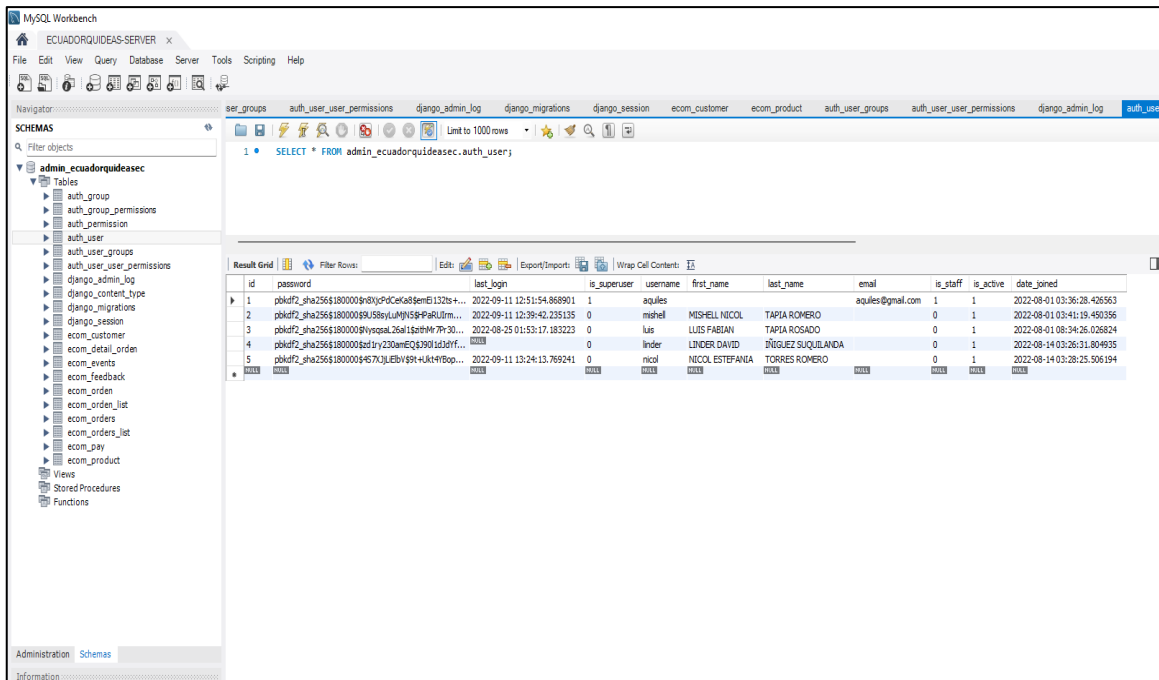 MySQL Workbench
ECUADORQUIDEAS-SERVER ×
File Edit View Query Database Server Tools Scripting Help
Navigator
ser_groups auth_user_user_permissions django_admin_log django_migrations django_session ecom_customer ecom_product auth_user_groups auth_user_user_permissions django_admin_log auth_use
SCHEMAS
Limit to 1000 rows
Filter objects
1 SELECT * FROM admin_ecuadorquideasec.auth_user;
admin_ecuadorquideasec
Tables
auth_group
auth_group_permissions
auth_permission
auth_user
auth_user_groups
auth_user_user_permissions
django_admin_log
django_content_type
django_migrations
django_session
ecom_customer
ecom_detail_orden
ecom_events
ecom_feedback
ecom_orden
ecom_orden_list
ecom_orders
ecom_orders_list
ecom_pay
ecom_product
Views
Stored Procedures
Functions
Result Grid Filter Rows: Edit: Export/Import: Wrap Cell Content:
id password last_login is_superuser username first_name last_name email is_staff is_active date_joined
1 2022-09-11 12:51:54.868901 1 aquiles aquiles@gmail.com 1 1 2022-08-01 03:36:28.426563
2 2022-09-11 12:39:42.235135 0 mishell MISHELL NICOL TAPIA ROMERO 0 1 2022-08-01 03:41:19.450356
3 2022-08-25 01:53:17.183223 0 luis LUIS FABIAN TAPIA ROSADO 0 1 2022-08-01 08:34:26.026824
4 NULL 0 linder LINDER DAVID IÑIGUEZ SUQUILANDA 0 1 2022-08-14 03:26:31.804935
5 2022-09-11 13:24:13.769241 0 nicol NICOL ESTEFANIA TORRES ROMERO 0 1 2022-08-14 03:28:25.506194
NULL NULL NULL NULL NULL NULL NULL NULL NULL NULL NULL
Administration Schemas
Information